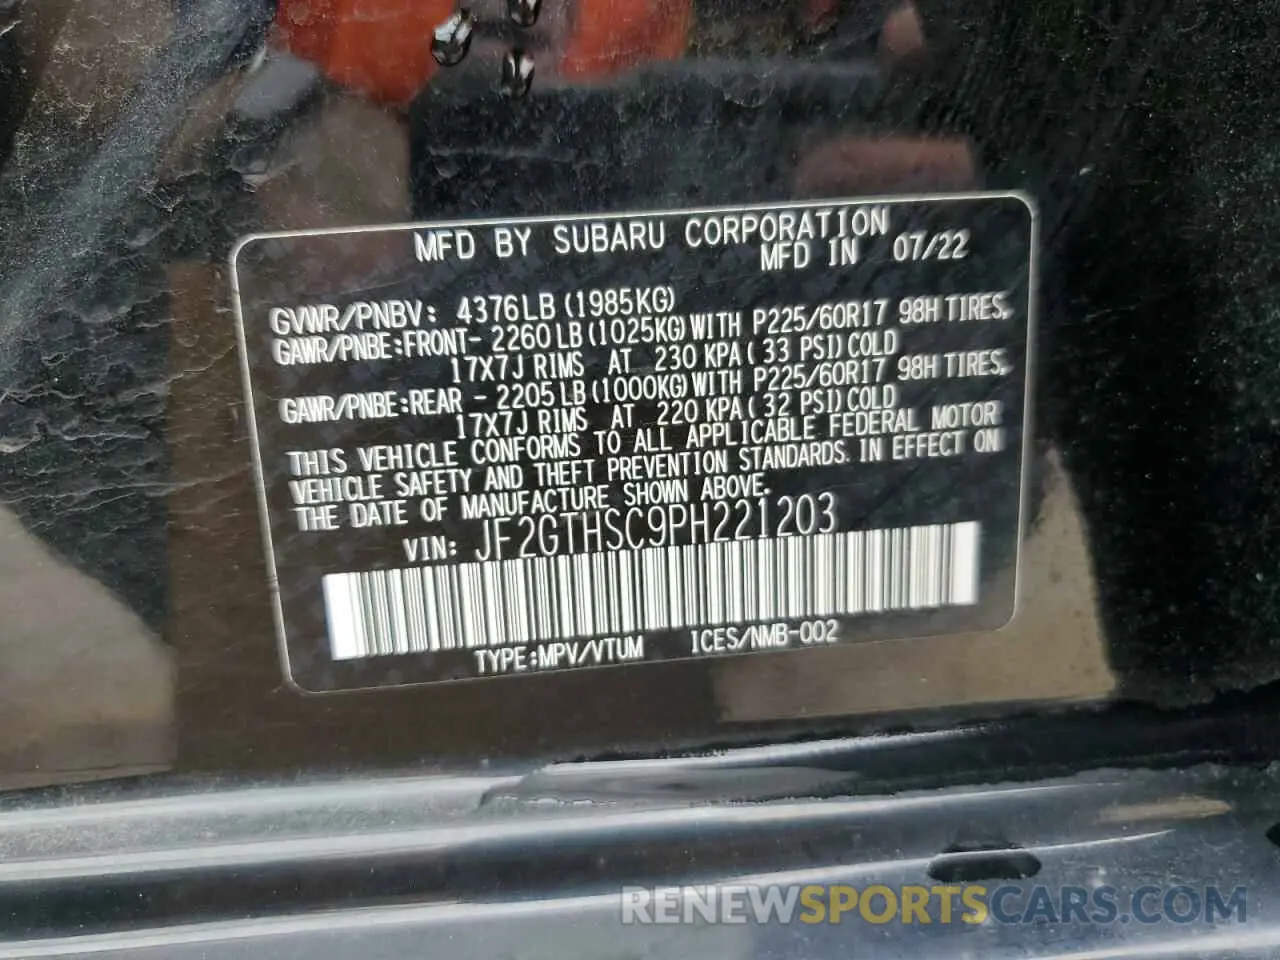 MFD BY SUBARU CORPORATION
MFD IN 07/22
GVWR/PNBV: 4376LB (1985KG)
GAWR/PNBE:FRONT- 2260LB(1025KG)WITH P225/60R17 98H TIRES,
17X7J RIMS AT 230 KPA(33 PSI)COLD
GAWR/PNBE:REAR - 2205LB(1000KG)WITH P225/60R17 98H TIRES,
17X7J RIMS AT 220 KPA(32 PSI)COLD
THIS VEHICLE CONFORMS TO ALL APPLICABLE FEDERAL MOTOR
VEHICLE SAFETY AND THEFT PREVENTION STANDARDS IN EFFECT ON
THE DATE OF MANUFACTURE SHOWN ABOVE.
VIN: JF2GTHSC9PH221203
TYPE:MPV/VTUM ICES/NMB-002
RENEWSPORTSCARS.COM